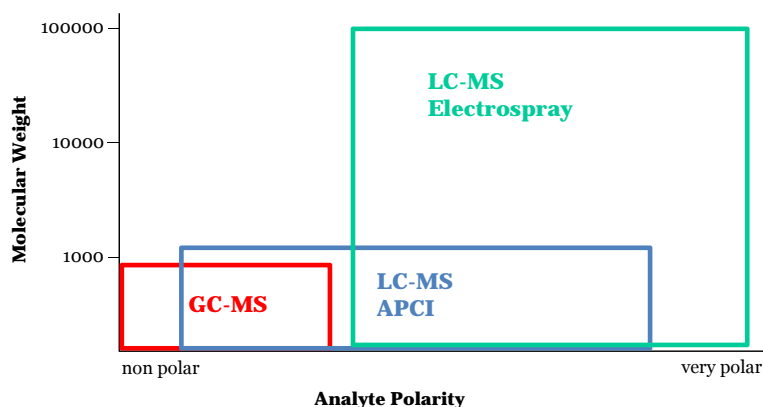 100000
LC-MS
Electrospray
10000
Molecular Weight
1000
LC-MS
GC-MS
APCI
non polar
very polar
Analyte Polarity